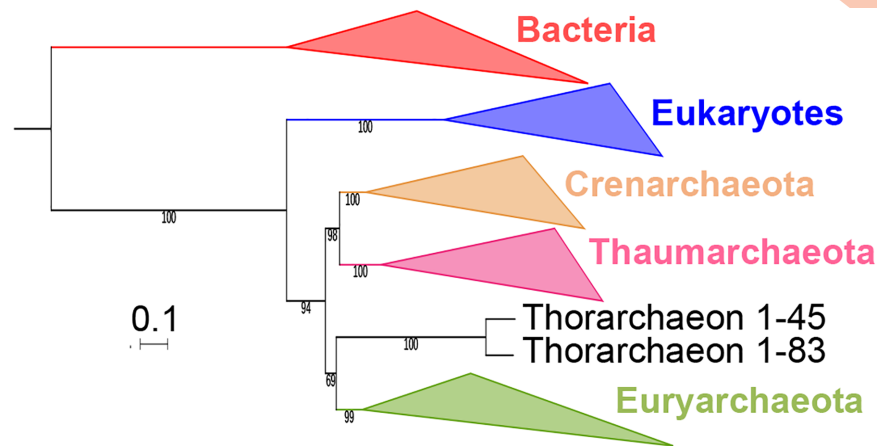 Bacteria
Eukaryotes
100
Crenarchaeota
100
100
98
Thaumarchaeota
100
94
0.1
Thorarchaeon 1-45
100
Thorarchaeon 1-83
69
Euryarchaeota
99